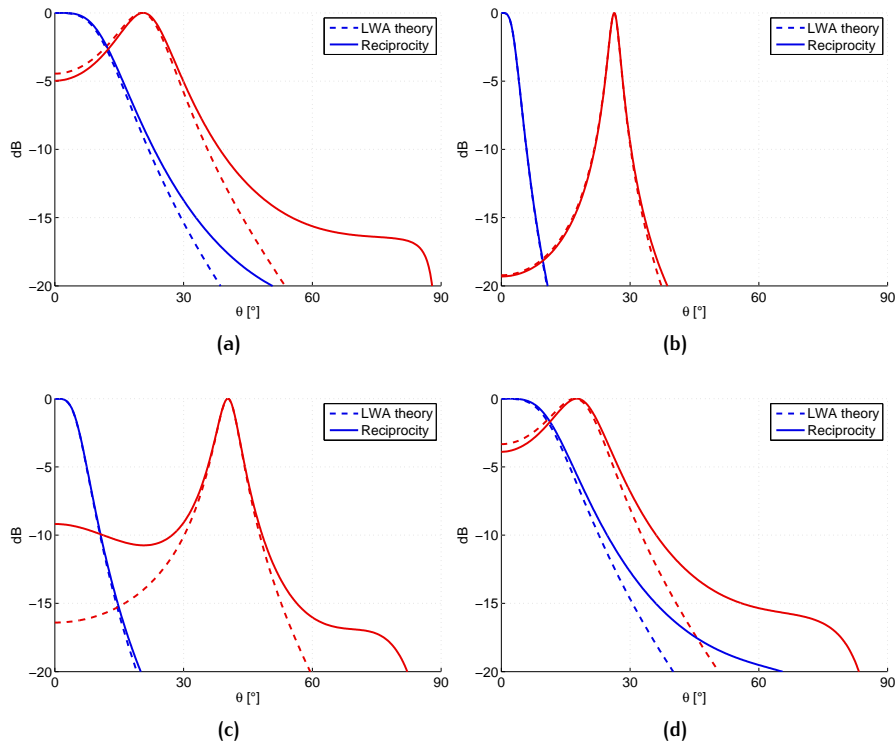 0
−5
−10
−15
−20
dB
0
30
60
90
θ [°]
LWA theory
Reciprocity
(a)
0
−5
−10
−15
−20
dB
0
30
60
90
θ [°]
LWA theory
Reciprocity
(b)
0
−5
−10
−15
−20
dB
0
30
60
90
θ [°]
LWA theory
Reciprocity
(c)
0
−5
−10
−15
−20
dB
0
30
60
90
θ [°]
LWA theory
Reciprocity
(d)